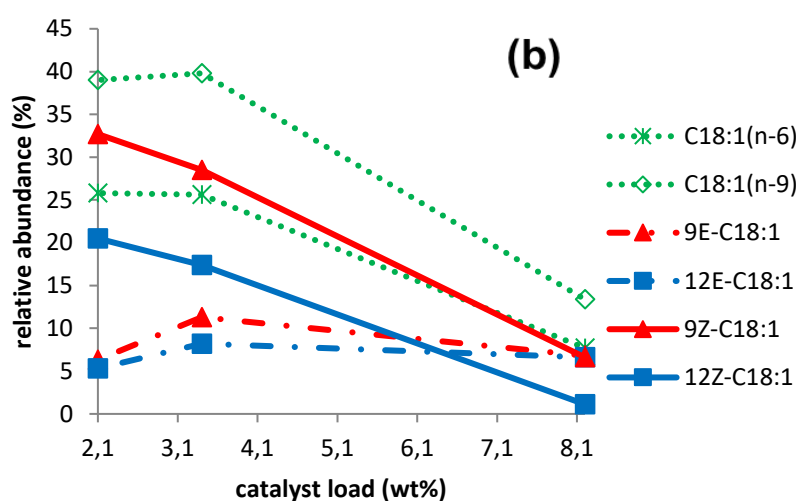 (b)
relative abundance (%)
45
40
35
30
25
20
15
10
5
0
2,1 3,1 4,1 5,1 6,1 7,1 8,1
catalyst load (wt%)
C18:1(n-6)
C18:1(n-9)
9E-C18:1
12E-C18:1
9Z-C18:1
12Z-C18:1